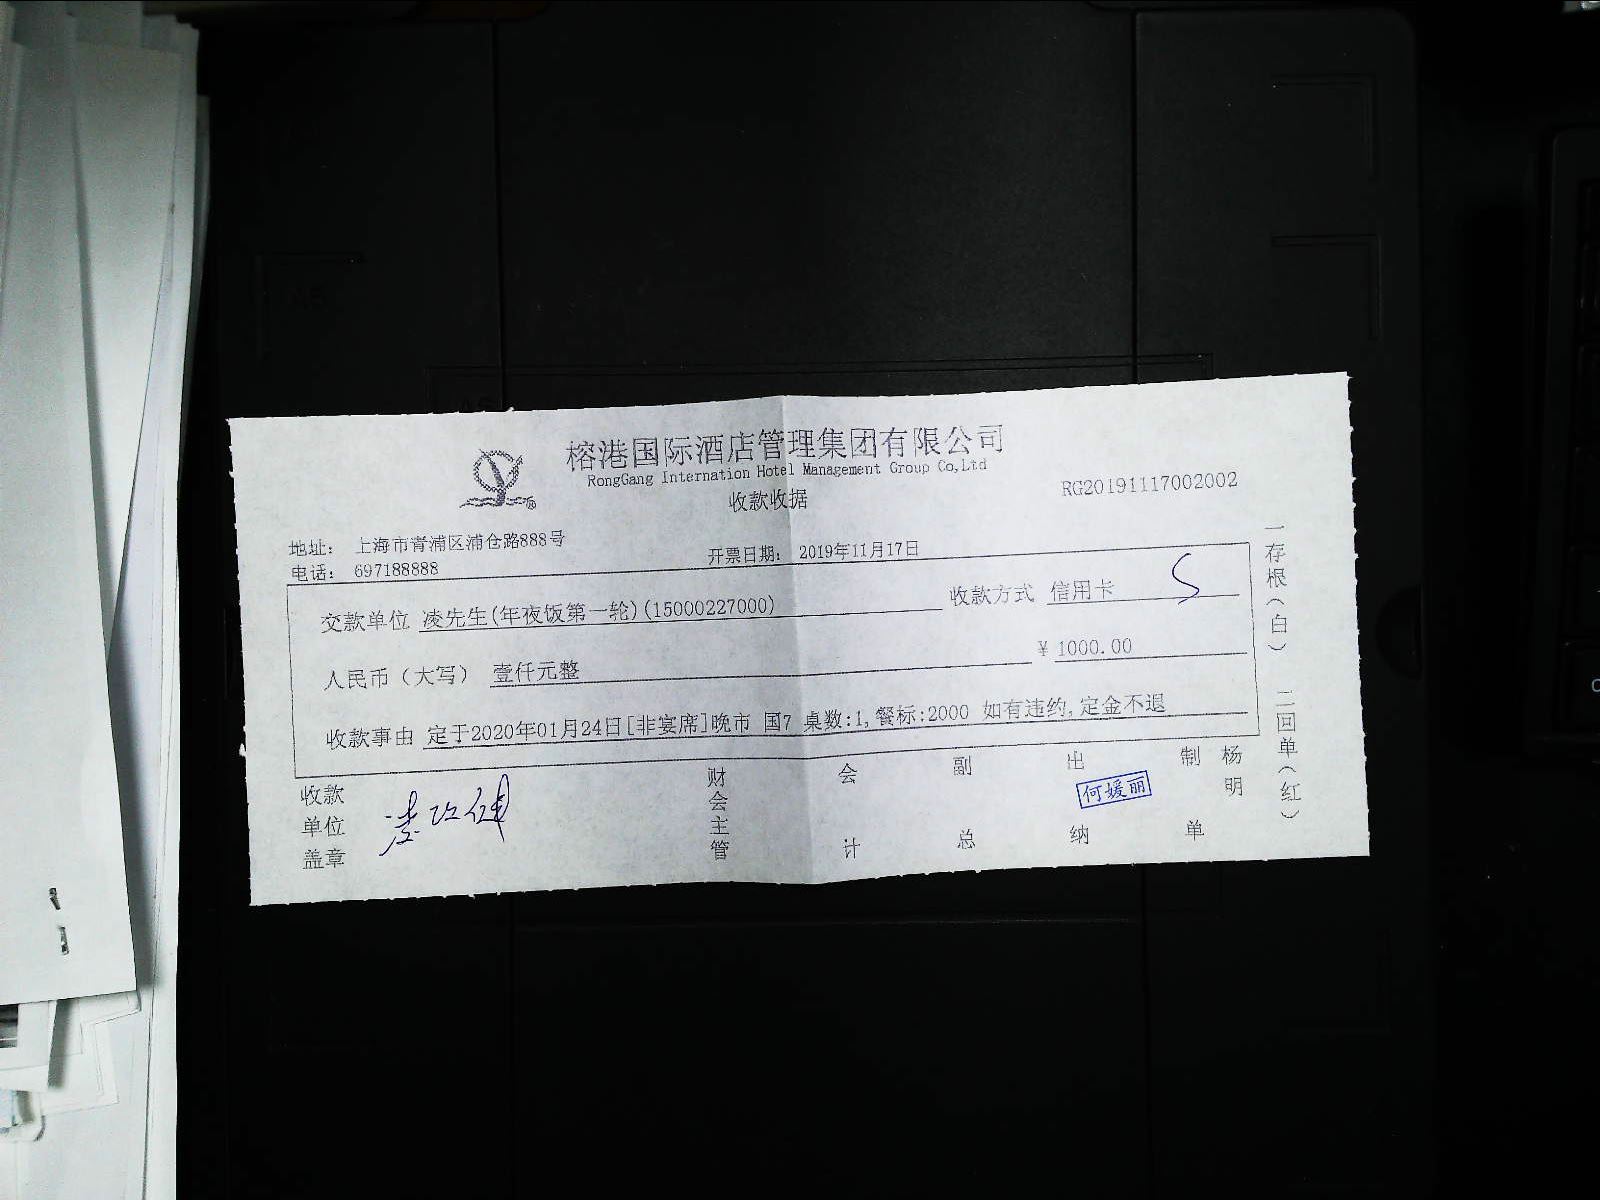 榕港国际酒店管理集团有限公司
RongGang Internation Hotel Management Group Co,Ltd
收款收据
RG20191117002002
地址： 上海市青浦区浦仓路888号
电话： 697188888
开票日期： 2019年11月17日
交款单位 凌先生(年夜饭第一轮)(15000227000) 收款方式 信用卡
人民币（大写） 壹仟元整 ¥ 1000.00
收款事由 定于2020年01月24日[非宴席]晚市 国7 桌数:1,餐标:2000 如有违约,定金不退
收款单位盖章
财会主管
会计
副总
出纳
何媛丽
制单
杨明
一存根（白） 二回单（红）